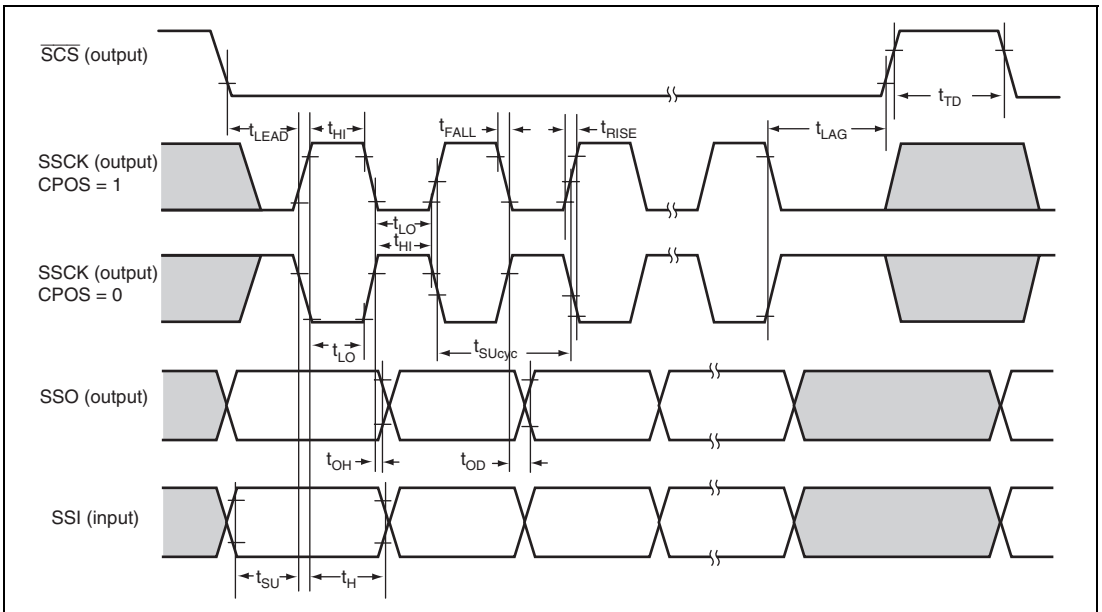 SCS (output)
tTD
tLEAD
tHI
tFALL
tRISE
tLAG
SSCK (output)
CPOS = 1
tLO
tHI
SSCK (output)
CPOS = 0
tLO
tSUcyc
SSO (output)
tOH
tOD
SSI (input)
tSU
tH